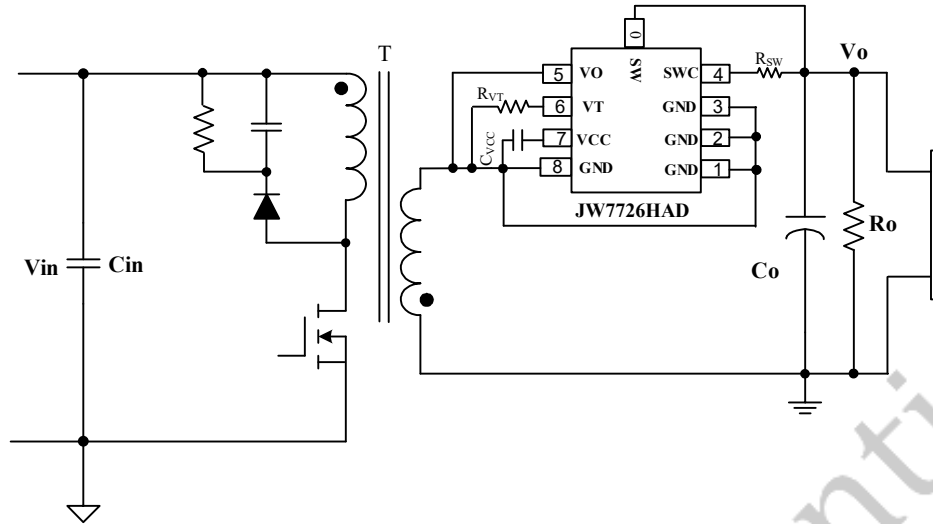 T
0
SW
Vo
5 VO
SWC 4
RSW
RVT
6 VT
GND 3
CVCC
7 VCC
GND 2
8 GND
GND 1
JW7726HAD
Vin
Cin
Co
Ro